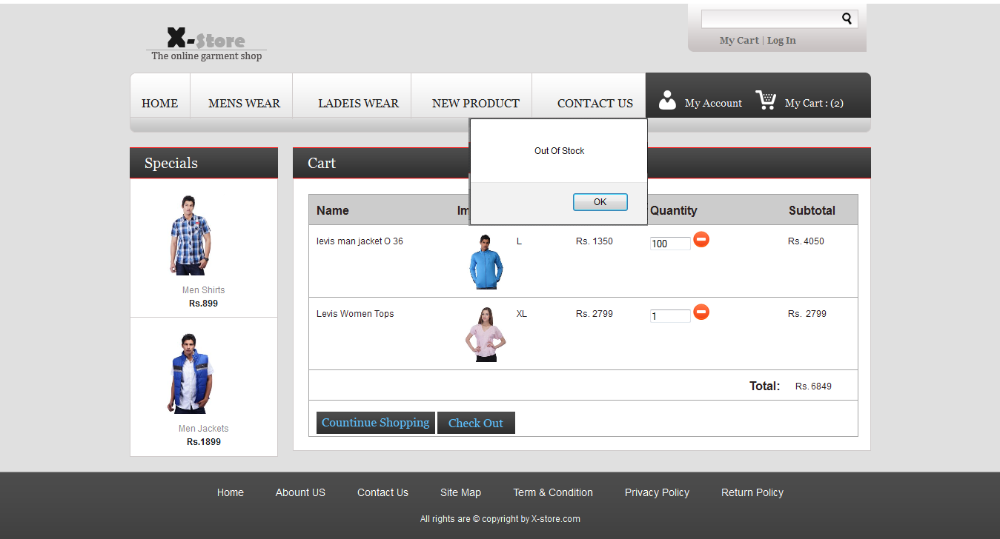 My Cart | Log In
X-Store
The online garment shop
HOME MENS WEAR LADEIS WEAR NEW PRODUCT CONTACT US My Account My Cart : (2)
Out Of Stock
OK
Specials
Men Shirts
Rs.899
Men Jackets
Rs.1899
Cart
Name Im Quantity Subtotal
levis man jacket O 36 L Rs. 1350 100 Rs. 4050
Levis Women Tops XL Rs. 2799 1 Rs. 2799
Total: Rs. 6849
Countinue Shopping Check Out
Home Abount US Contact Us Site Map Term & Condition Privacy Policy Return Policy
All rights are © copyright by X-store.com